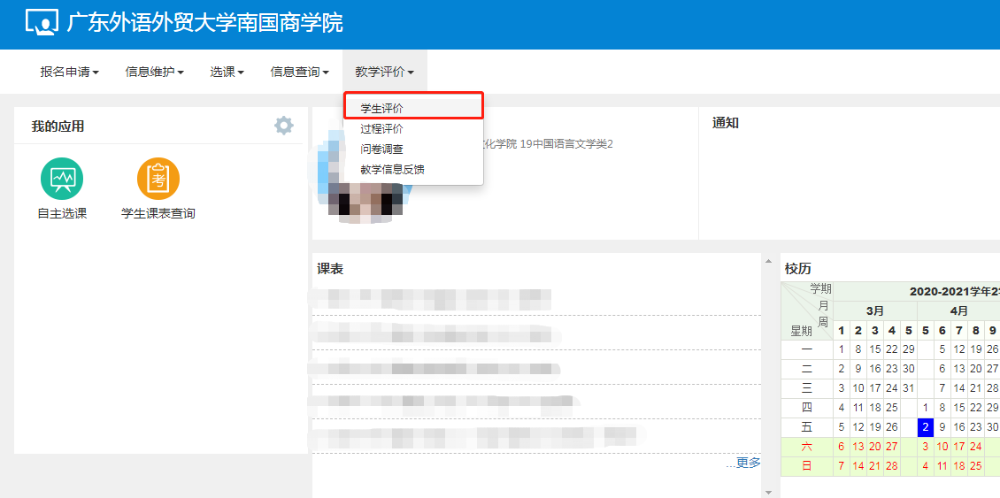 广东外语外贸大学南国商学院
报名申请 信息维护 选课 信息查询 教学评价
学生评价
过程评价
问卷调查
教学信息反馈
我的应用
自主选课 学生课表查询
考
化学院 19中国语言文学类2
通知
课表
...更多
校历
学期 2020-2021学年2
月 3月 4月
周
星期 1 2 3 4 5 5 6 7 8 9
一 1 8 15 22 29 5 12 19 26
二 2 9 16 23 30 6 13 20 27
三 3 10 17 24 31 7 14 21 28
四 4 11 18 25 1 8 15 22 29
五 5 12 19 26 2 9 16 23 30
六 6 13 20 27 3 10 17 24
日 7 14 21 28 4 11 18 25